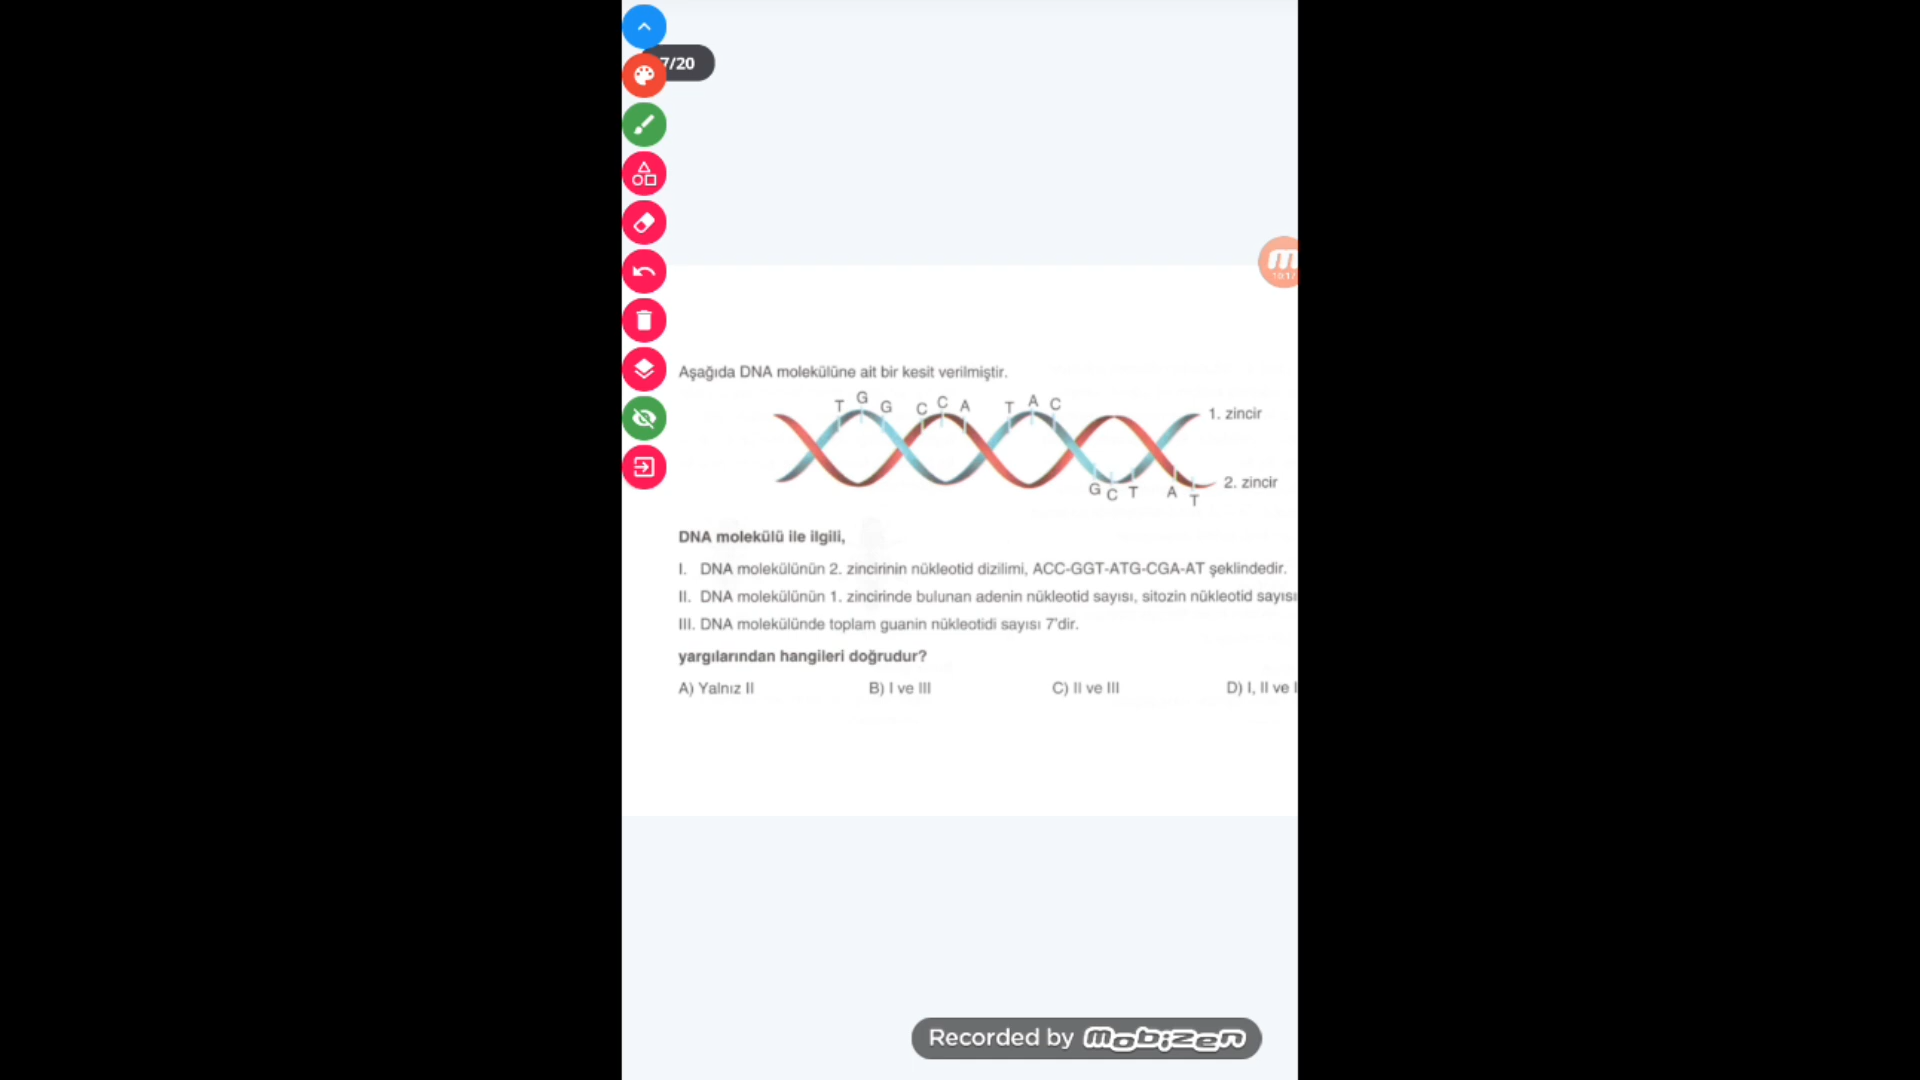 7/20
Aşağıda DNA molekülüne ait bir kesit verilmiştir.
T G G C C A T A C
1. zincir
G C T A T
2. zincir
DNA molekülü ile ilgili,
I. DNA molekülünün 2. zincirinin nükleotid dizilimi, ACC-GGT-ATG-CGA-AT şeklindedir.
II. DNA molekülünün 1. zincirinde bulunan adenin nükleotid sayısı, sitozin nükleotid sayısı
III. DNA molekülünde toplam guanin nükleotidi sayısı 7'dir.
yargılarından hangileri doğrudur?
A) Yalnız II B) I ve III C) II ve III D) I, II ve I
Recorded by mobizen